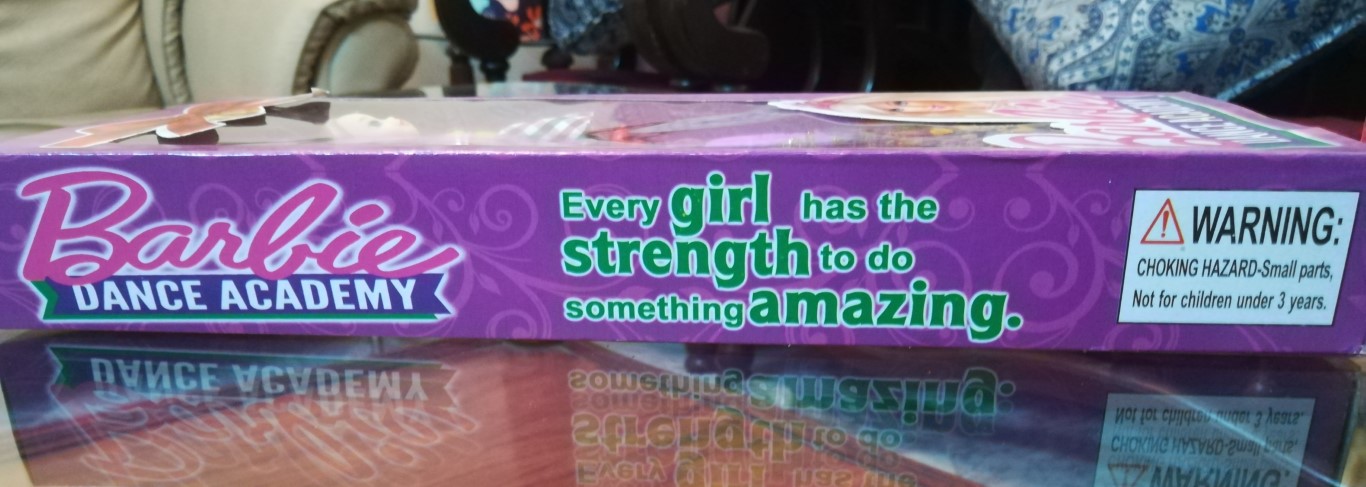 Barbie
DANCE ACADEMY
Every girl has the
strength to do
something amazing.
WARNING:
CHOKING HAZARD-Small parts,
Not for children under 3 years.